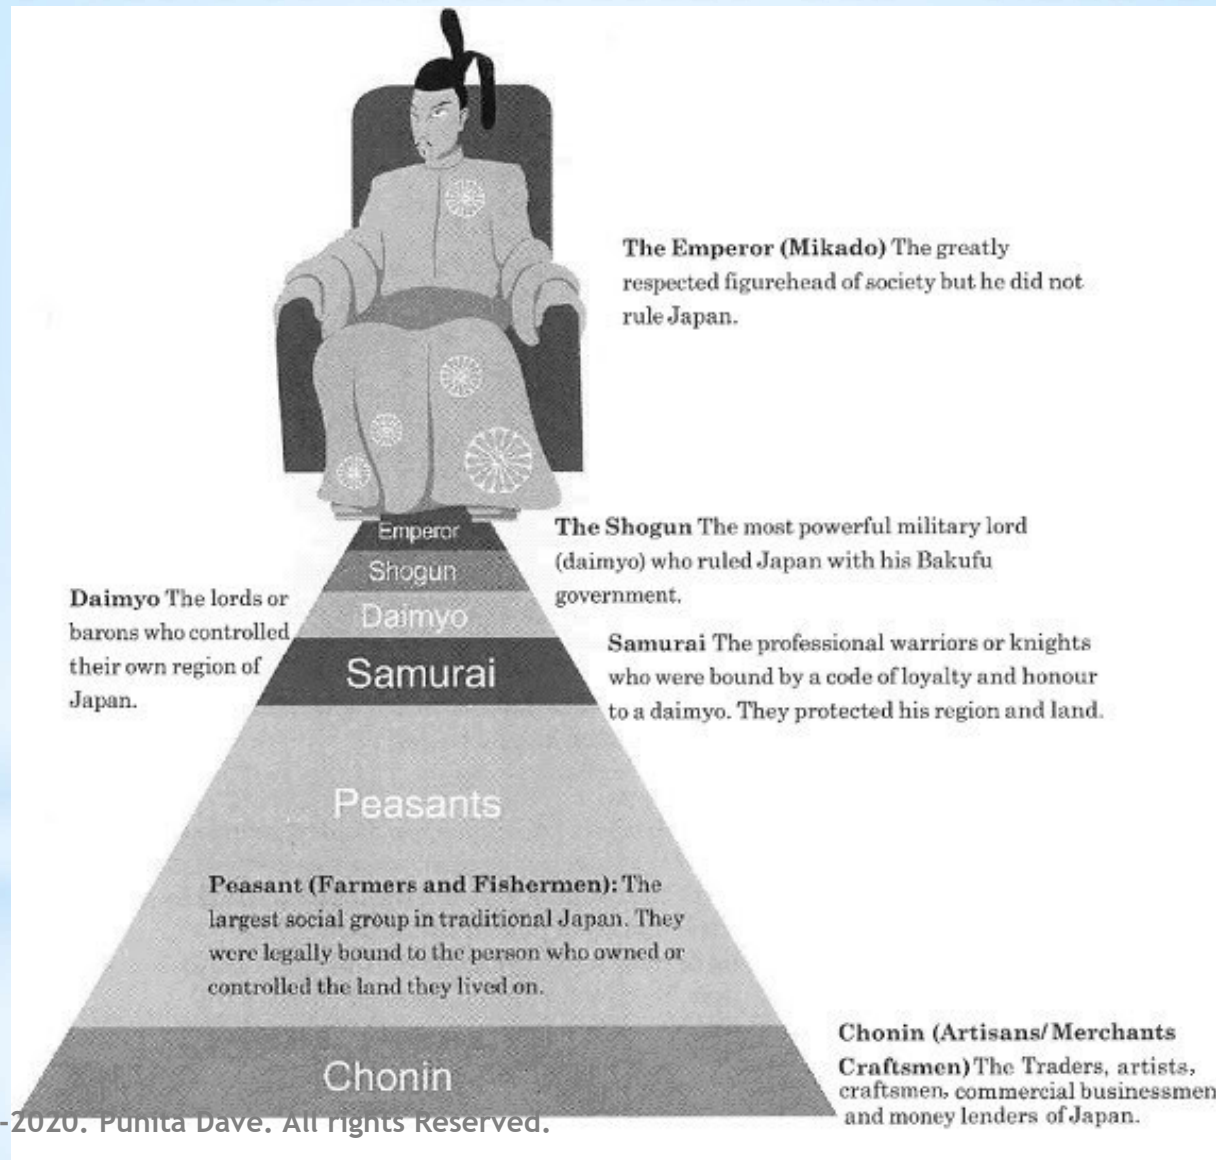 The Emperor (Mikado) The greatly
respected figurehead of society but he did not
rule Japan.
Emperor
Shogun
Daimyo
Samurai
The Shogun The most powerful military lord
(daimyo) who ruled Japan with his Bakufu
government.
Daimyo The lords or
barons who controlled
their own region of
Japan.
Samurai The professional warriors or knights
who were bound by a code of loyalty and honour
to a daimyo. They protected his region and land.
Peasants
Peasant (Farmers and Fishermen): The
largest social group in traditional Japan. They
were legally bound to the person who owned or
controlled the land they lived on.
Chonin
Chonin (Artisans/Merchants
Craftsmen) The Traders, artists,
craftsmen, commercial businessmen
and money lenders of Japan.
-2020. Punita Dave. All rights Reserved.